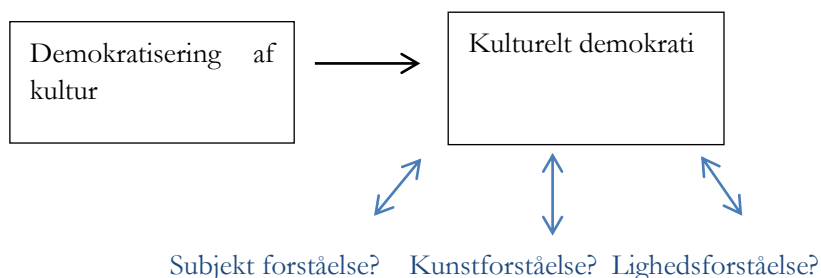 Demokratisering af
kultur
Kulturelt demokrati
Subjekt forståelse? Kunstforståelse? Lighedsforståelse?